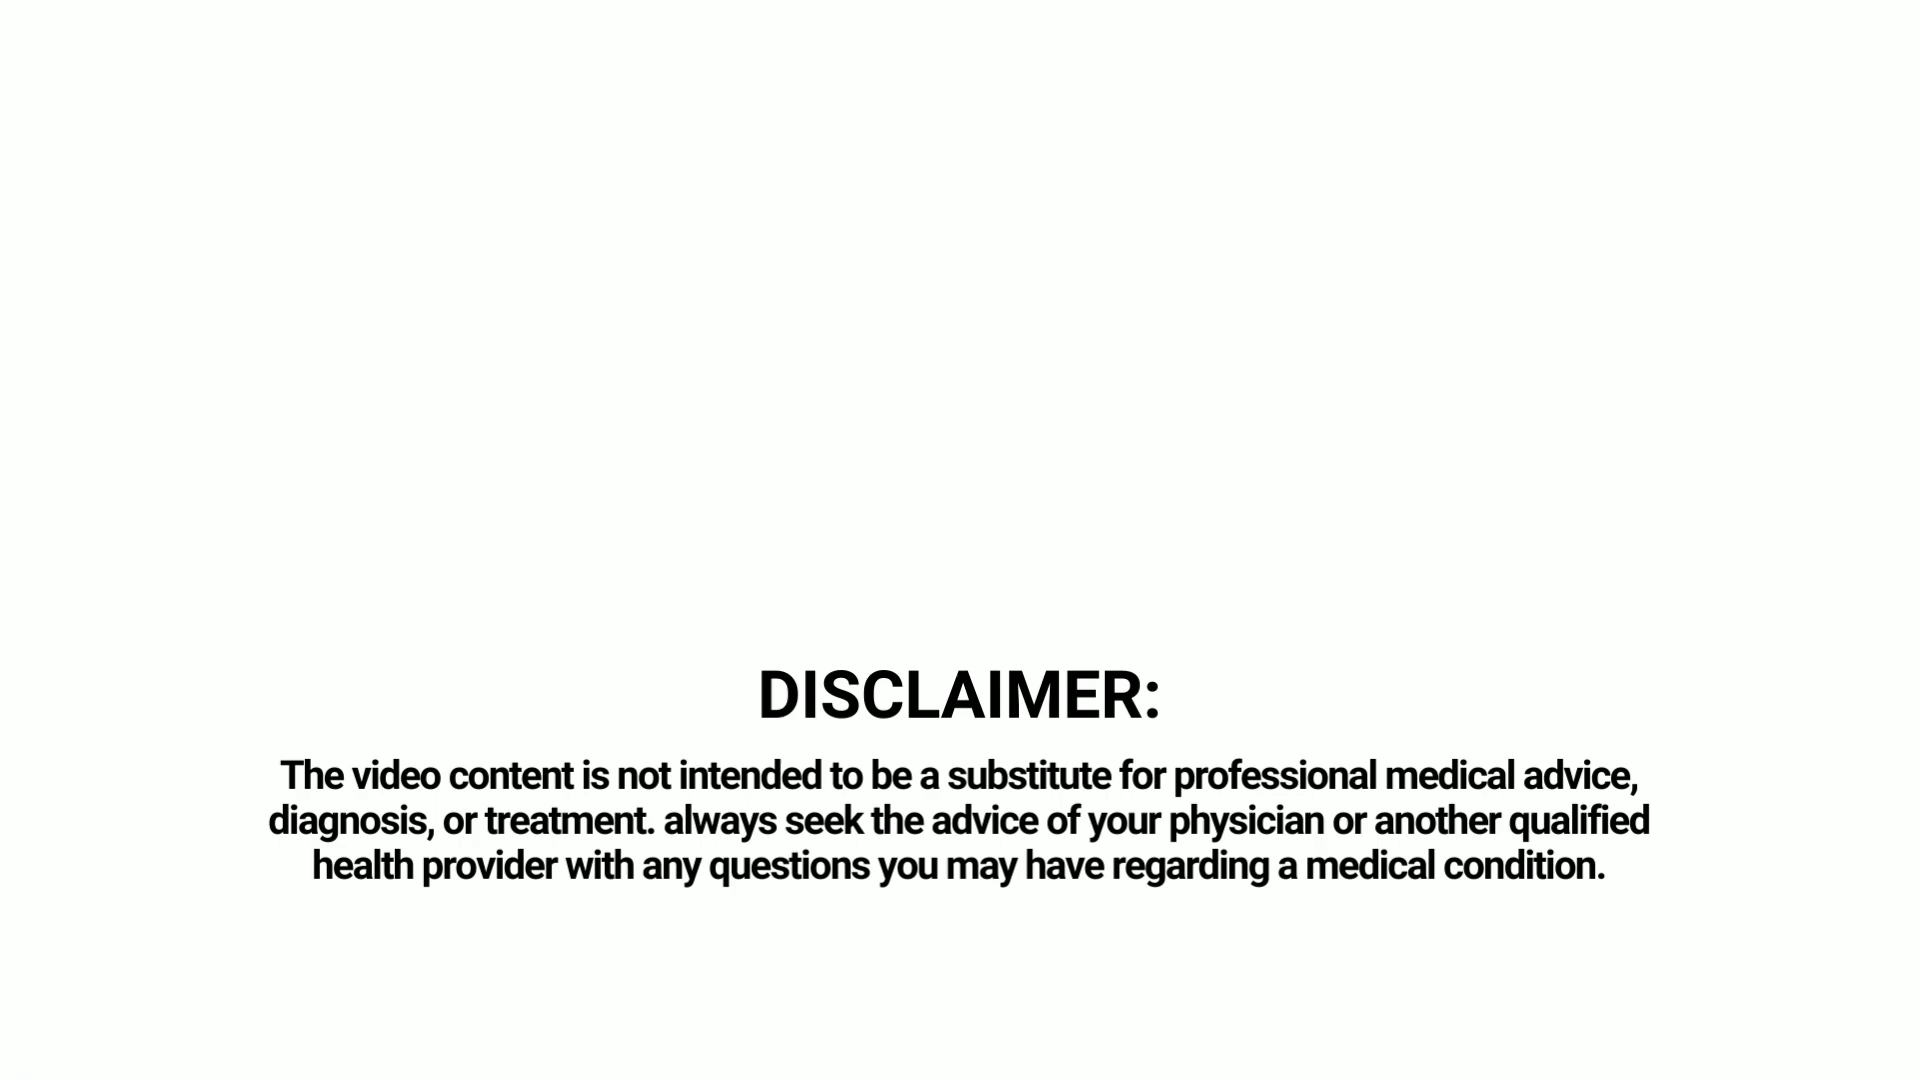 DISCLAIMER:
The video content is not intended to be a substitute for professional medical advice,
diagnosis, or treatment. always seek the advice of your physician or another qualified
health provider with any questions you may have regarding a medical condition.